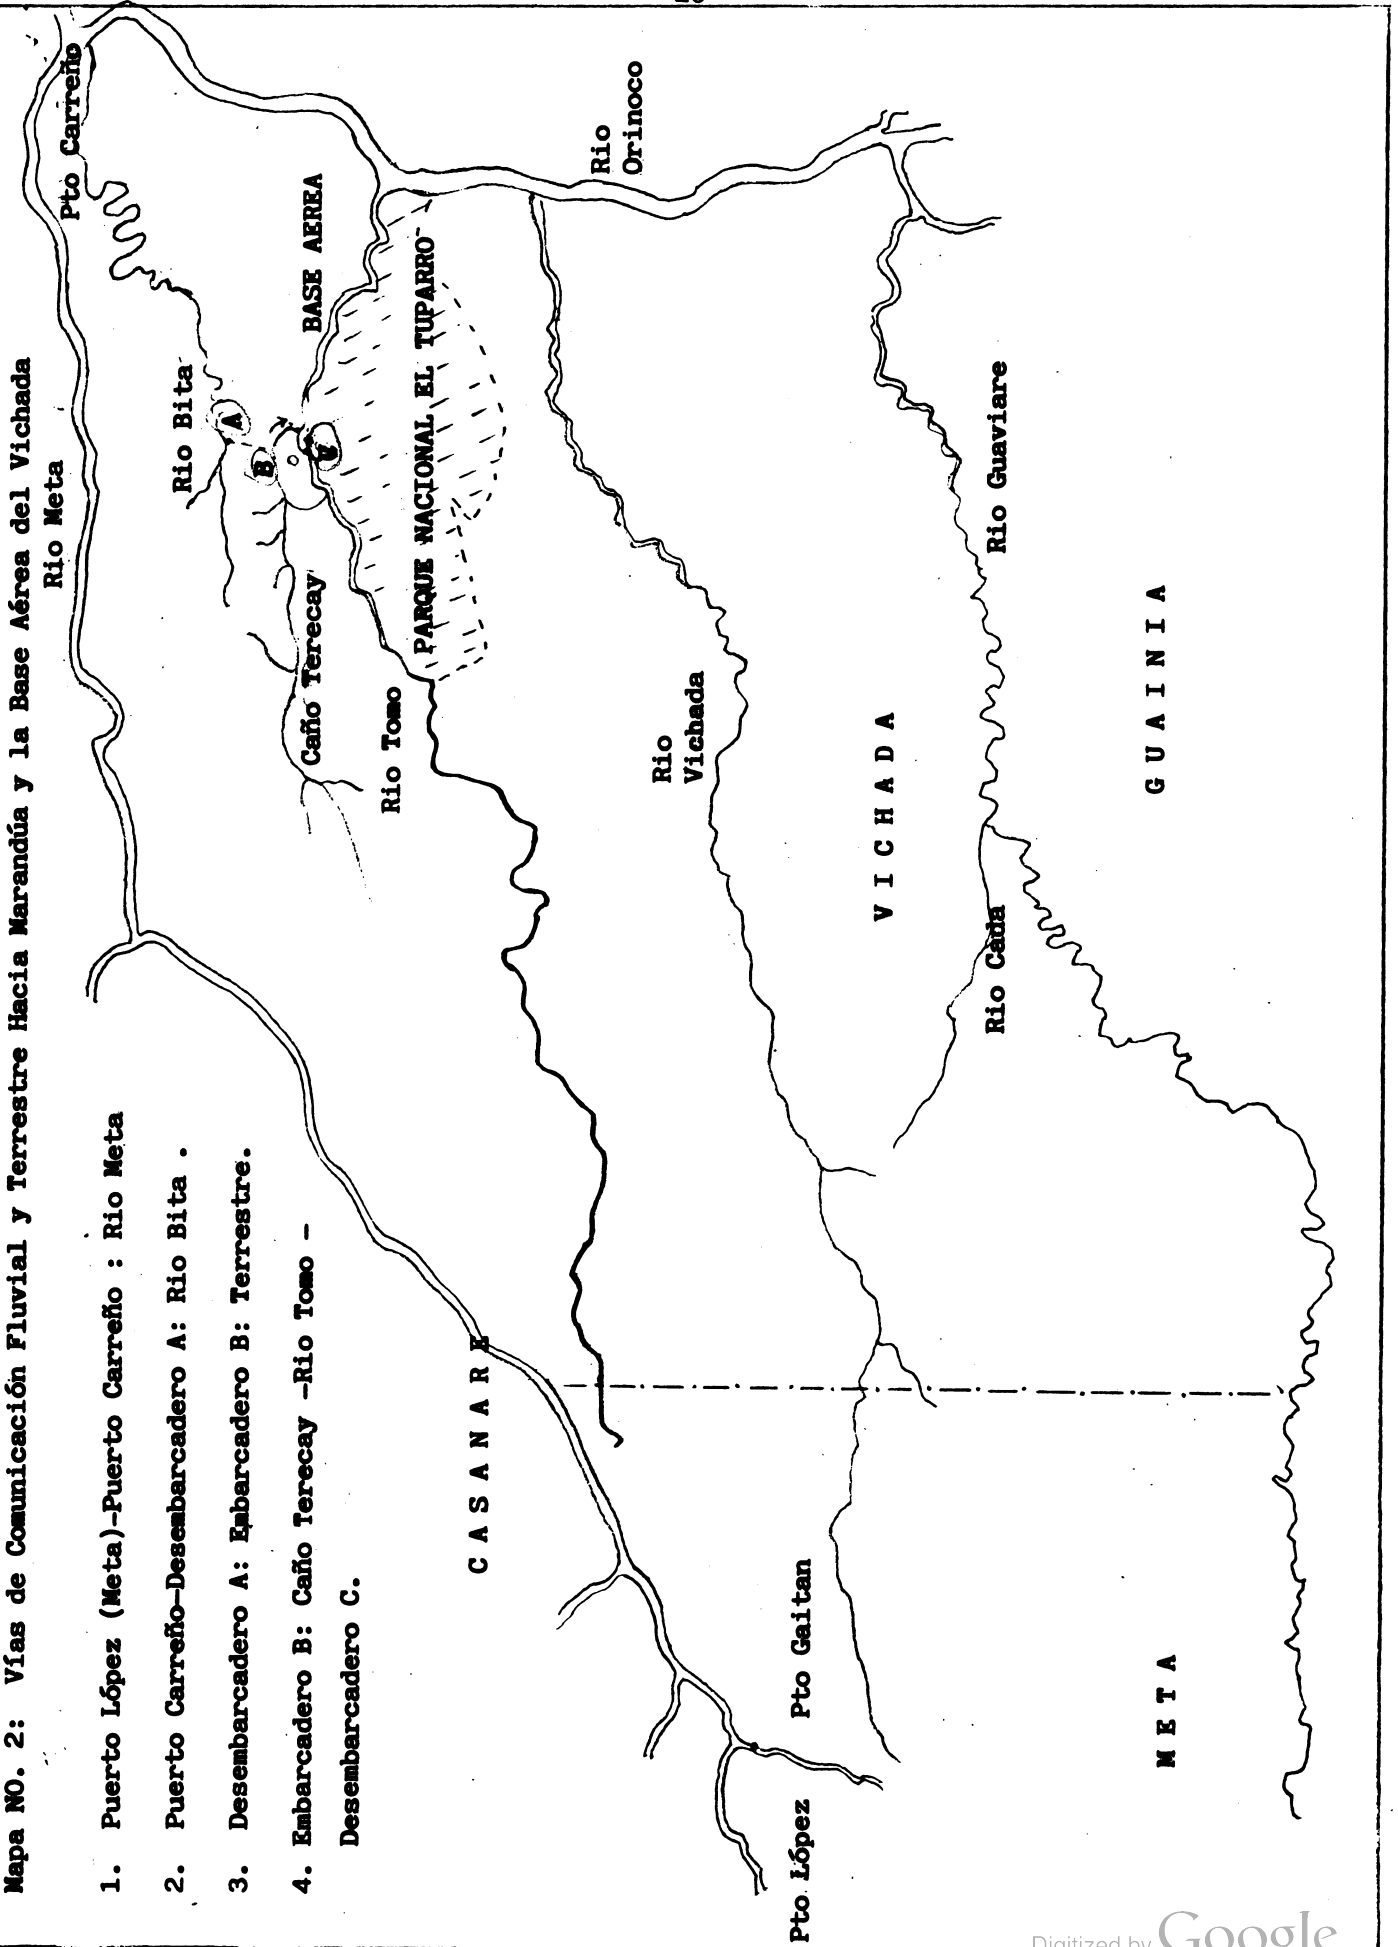 Mapa NO. 2: Vías de Comunicación Fluvial y Terrestre Hacia Marandúa y la Base Aérea del Vichada
1. Puerto López (Meta)-Puerto Carreño : Rio Meta
2. Puerto Carreño-Desembarcadero A: Rio Bita .
3. Desembarcadero A: Embarcadero B: Terrestre.
4. Embarcadero B: Caño Terecay -Rio Tomo -
Desembarcadero C.
Rio Meta
Pto Carreño
Rio Bita
A
B
BASE AEREA
Caño Terecay
Rio Tomo
PARQUE NACIONAL EL TUPARRO
Rio
Orinoco
Rio
Vichada
CASANARE
VICHADA
Rio Guaviare
Rio Cada
GUAINIA
Pto López
Pto Gaitan
META
Digitized by Google